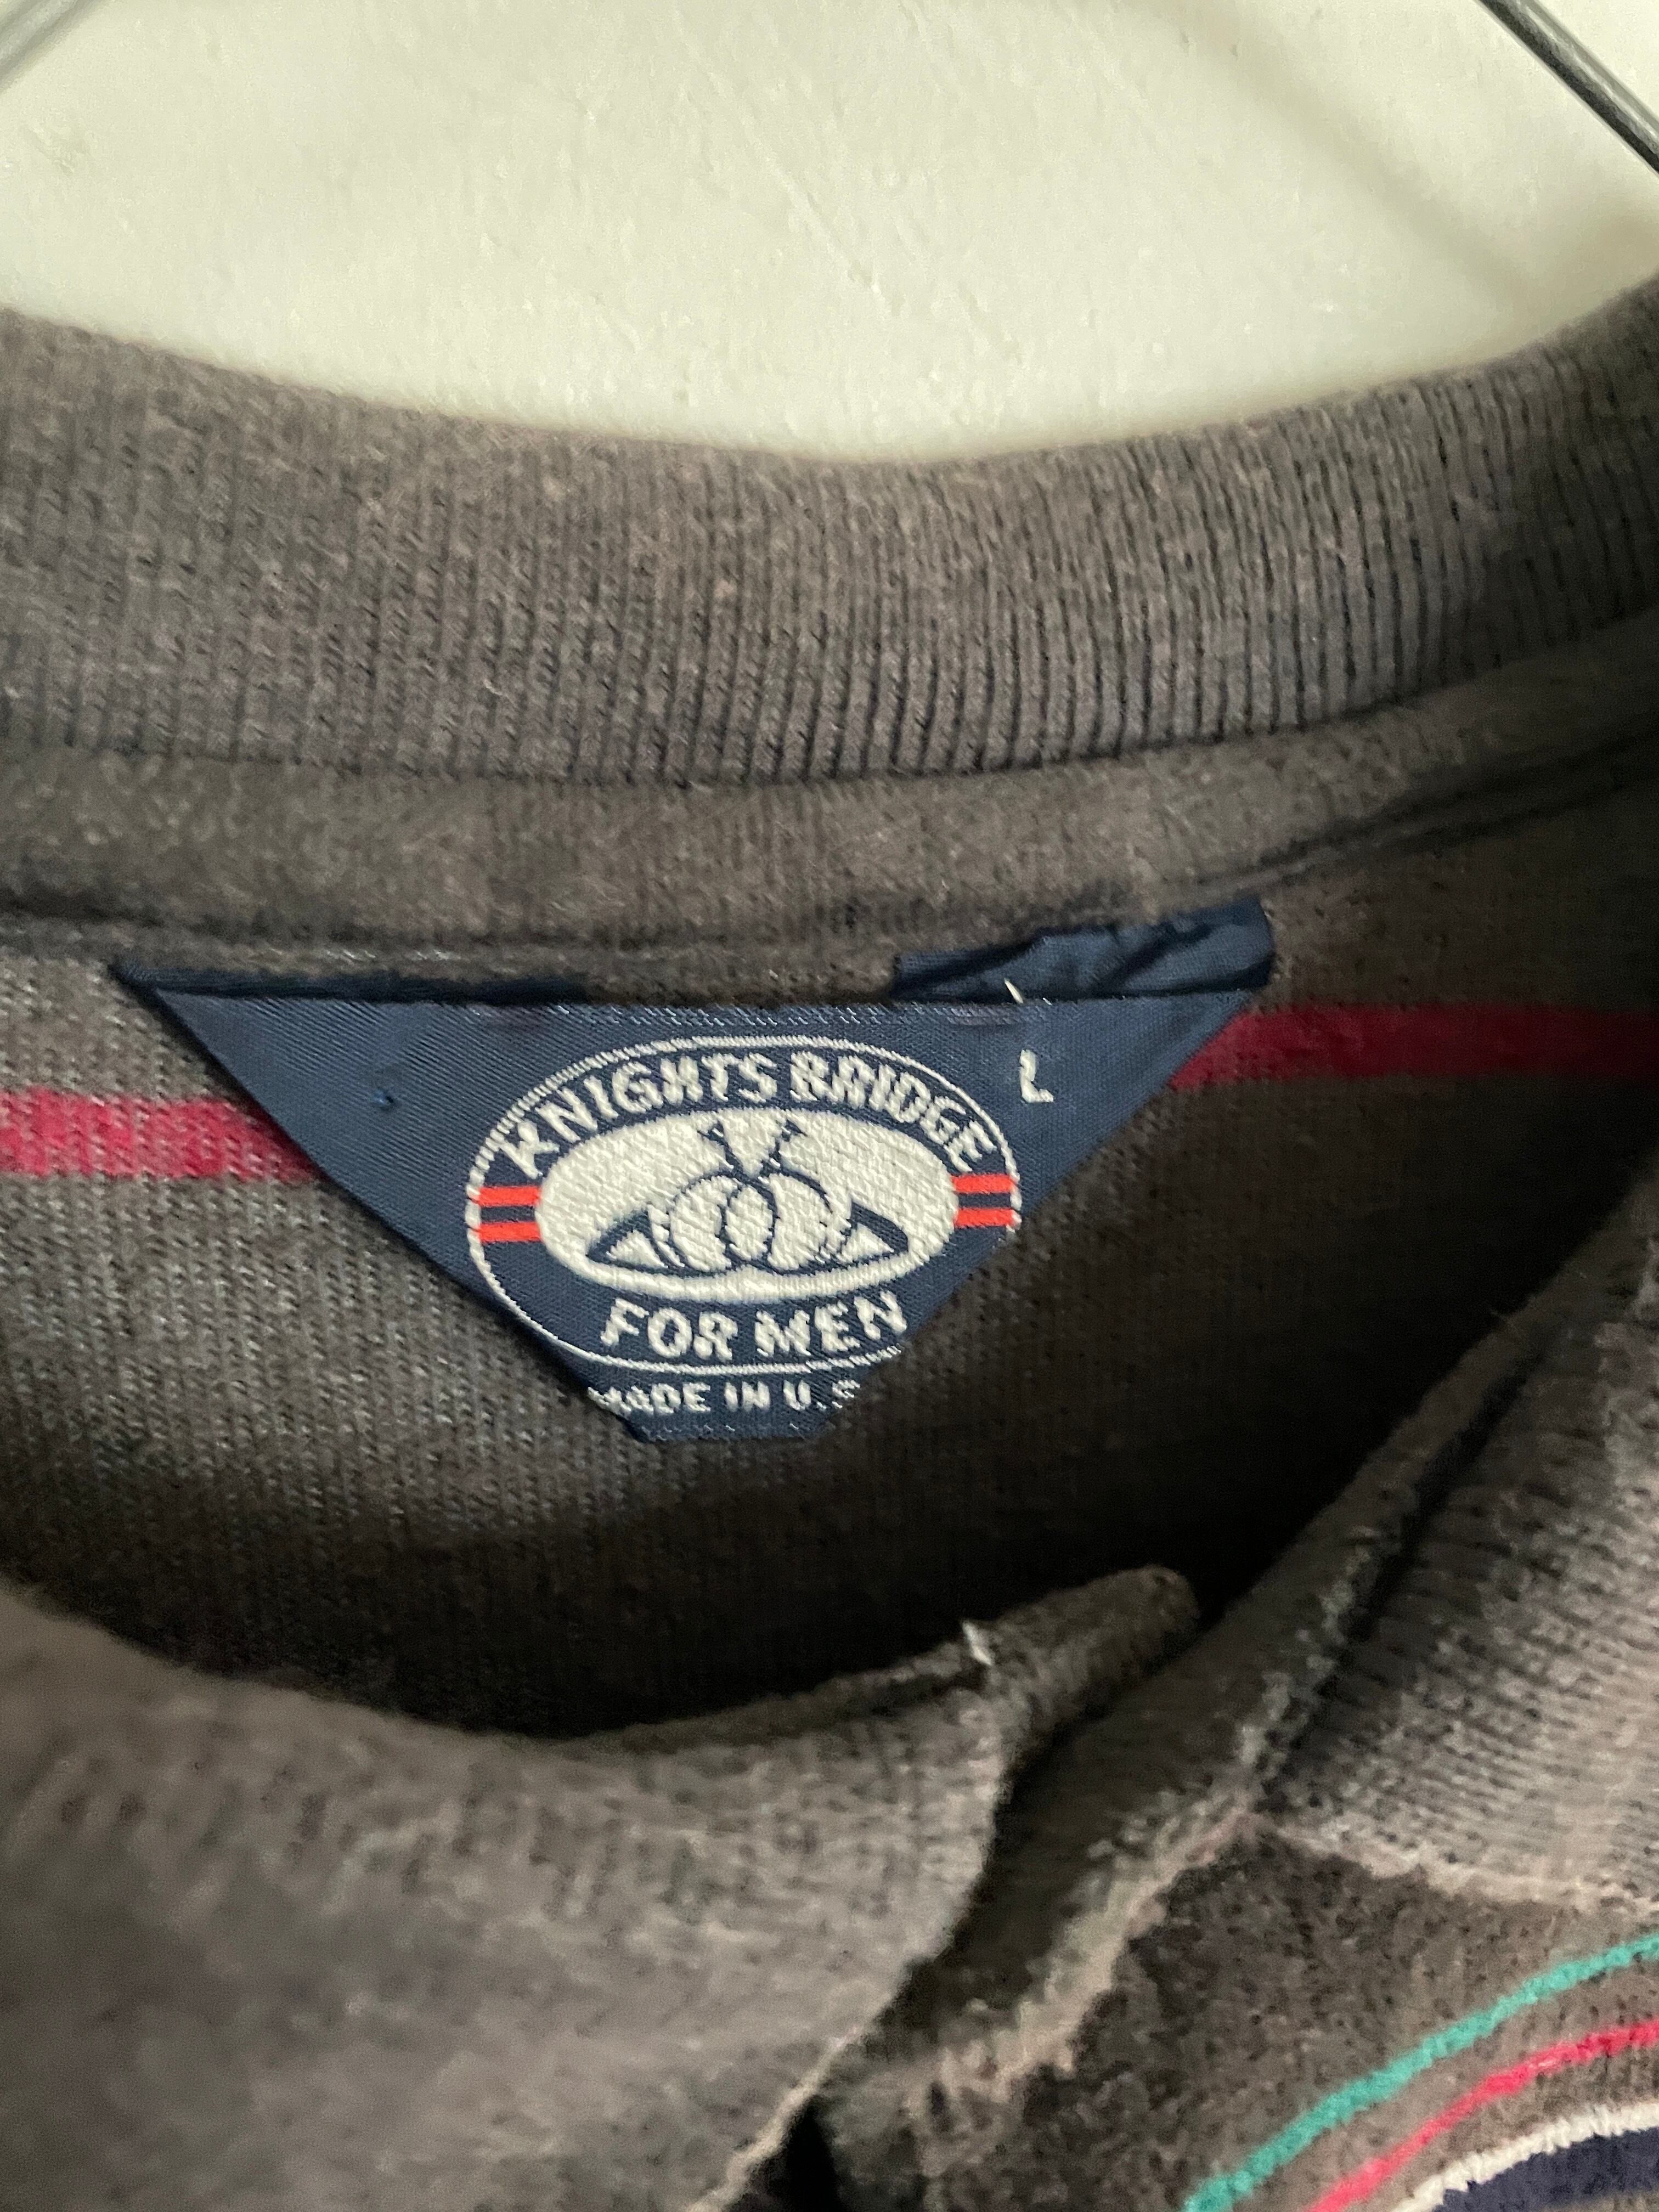 KNIGHTS BRIDGE
L
FOR MEN
MADE IN U.S